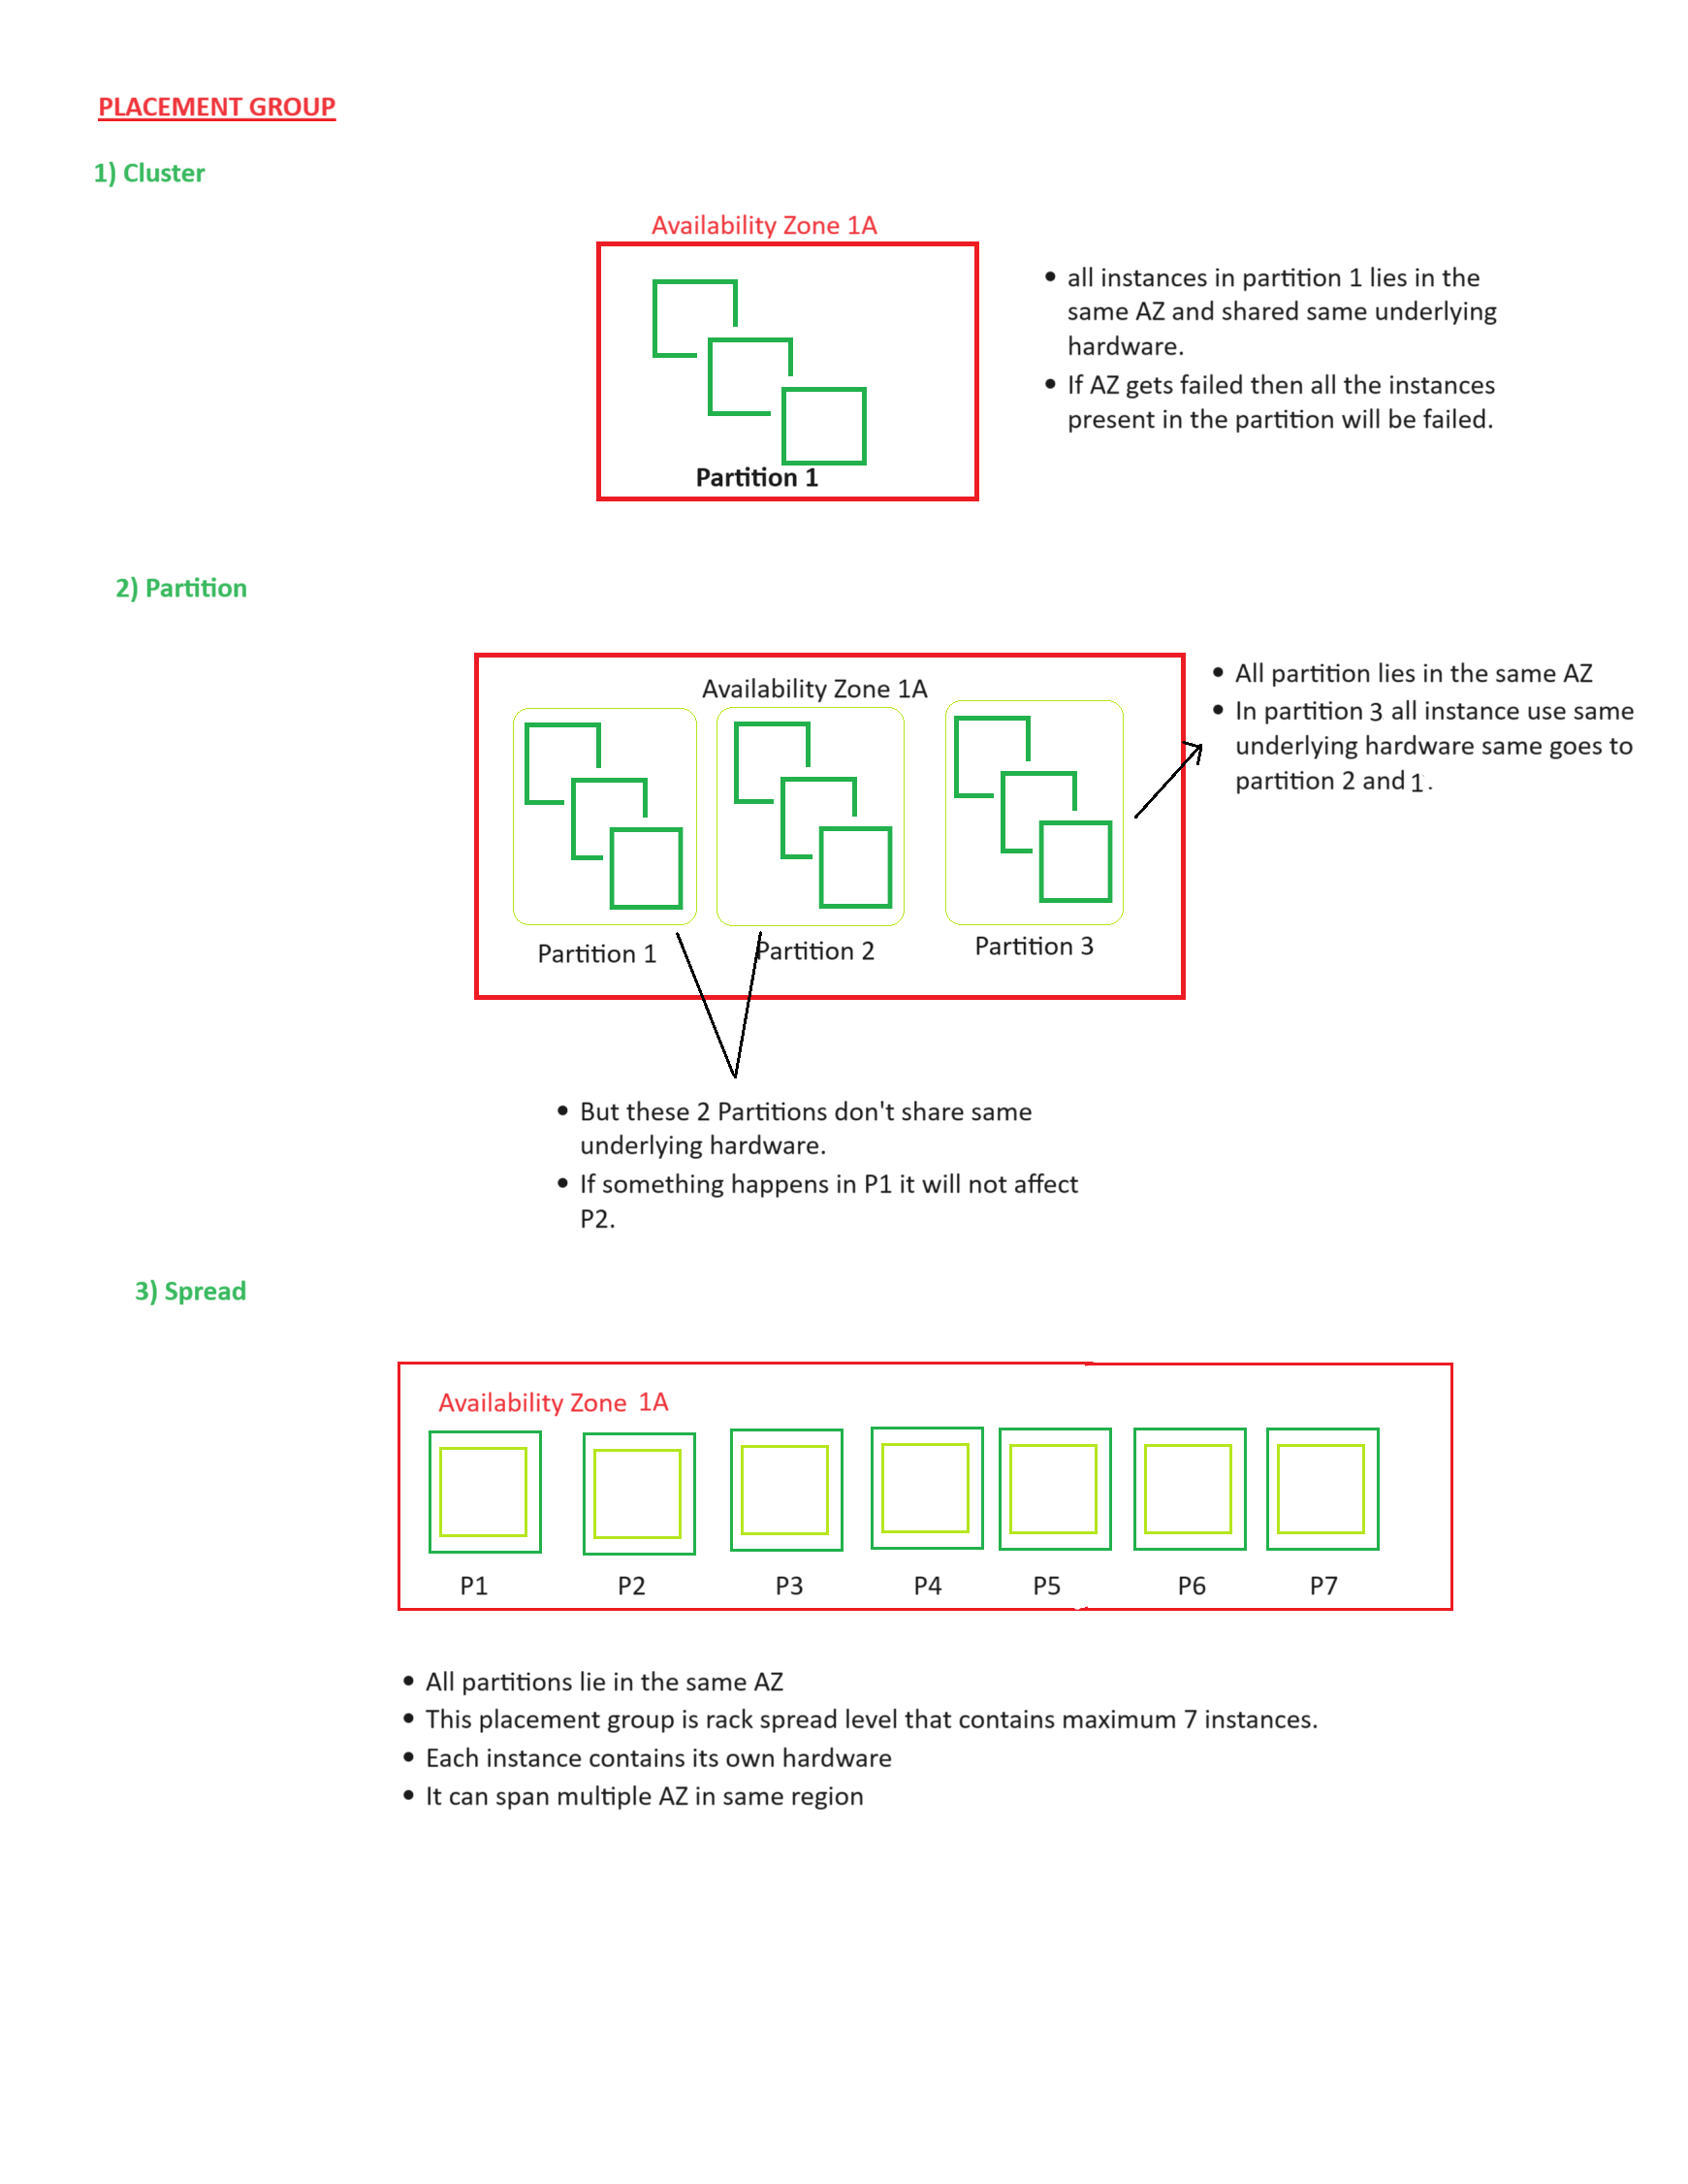 PLACEMENT GROUP
1) Cluster
Availability Zone 1A
Partition 1
• all instances in partition 1 lies in the
same AZ and shared same underlying
hardware.
• If AZ gets failed then all the instances
present in the partition will be failed.
2) Partition
Availability Zone 1A
Partition 1
Partition 2
Partition 3
• All partition lies in the same AZ
• In partition 3 all instance use same
underlying hardware same goes to
partition 2 and 1.
• But these 2 Partitions don't share same
underlying hardware.
• If something happens in P1 it will not affect
P2.
3) Spread
Availability Zone 1A
P1
P2
P3
P4
P5
P6
P7
• All partitions lie in the same AZ
• This placement group is rack spread level that contains maximum 7 instances.
• Each instance contains its own hardware
• It can span multiple AZ in same region